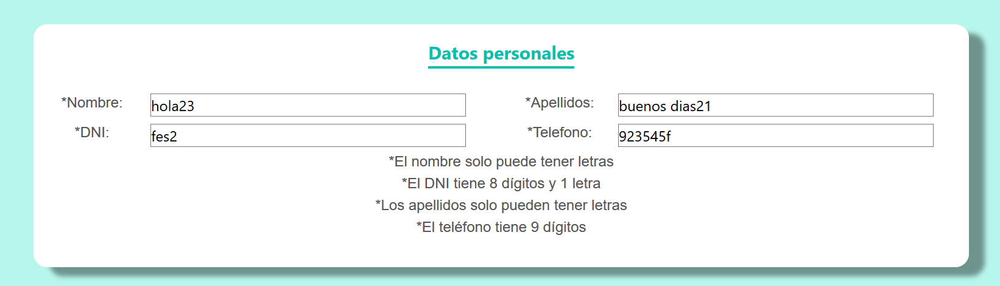 Datos personales
*Nombre: hola23 *Apellidos: buenos dias21
*DNI: fes2 *Telefono: 923545f
*El nombre solo puede tener letras
*El DNI tiene 8 dígitos y 1 letra
*Los apellidos solo pueden tener letras
*El teléfono tiene 9 dígitos